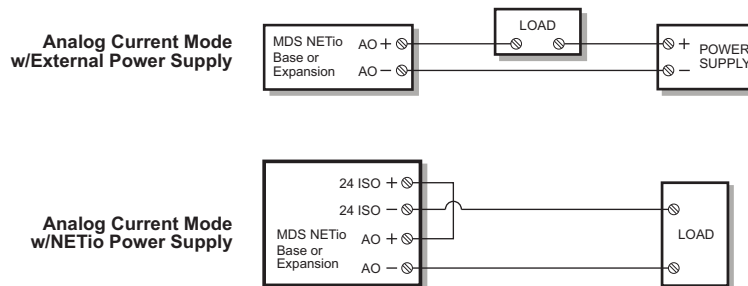 Analog Current Mode
w/External Power Supply
MDS NETio
Base or
Expansion
AO +
AO −
LOAD
+
−
POWER
SUPPLY
Analog Current Mode
w/NETio Power Supply
24 ISO +
24 ISO −
MDS NETio
Base or
Expansion
AO +
AO −
LOAD